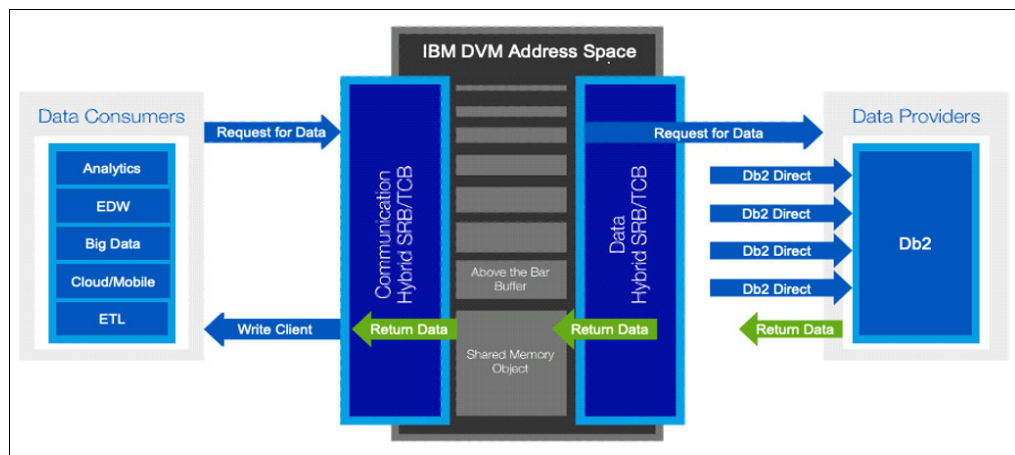 IBM DVM Address Space
Data Consumers
Analytics
EDW
Big Data
Cloud/Mobile
ETL
Request for Data
Write Client
Communication
Hybrid SRB/TCB
Return Data
Above the Bar
Buffer
Shared Memory
Object
Return Data
Data
Hybrid SRB/TCB
Request for Data
Db2 Direct
Db2 Direct
Db2 Direct
Db2 Direct
Return Data
Data Providers
Db2